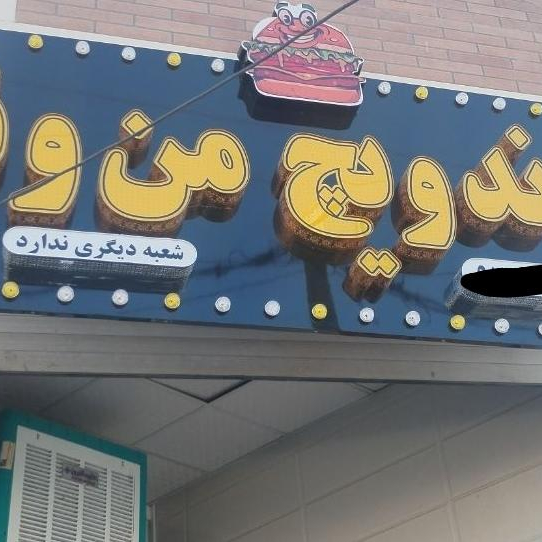 ندویچ من و
شعبه دیگری ندارد